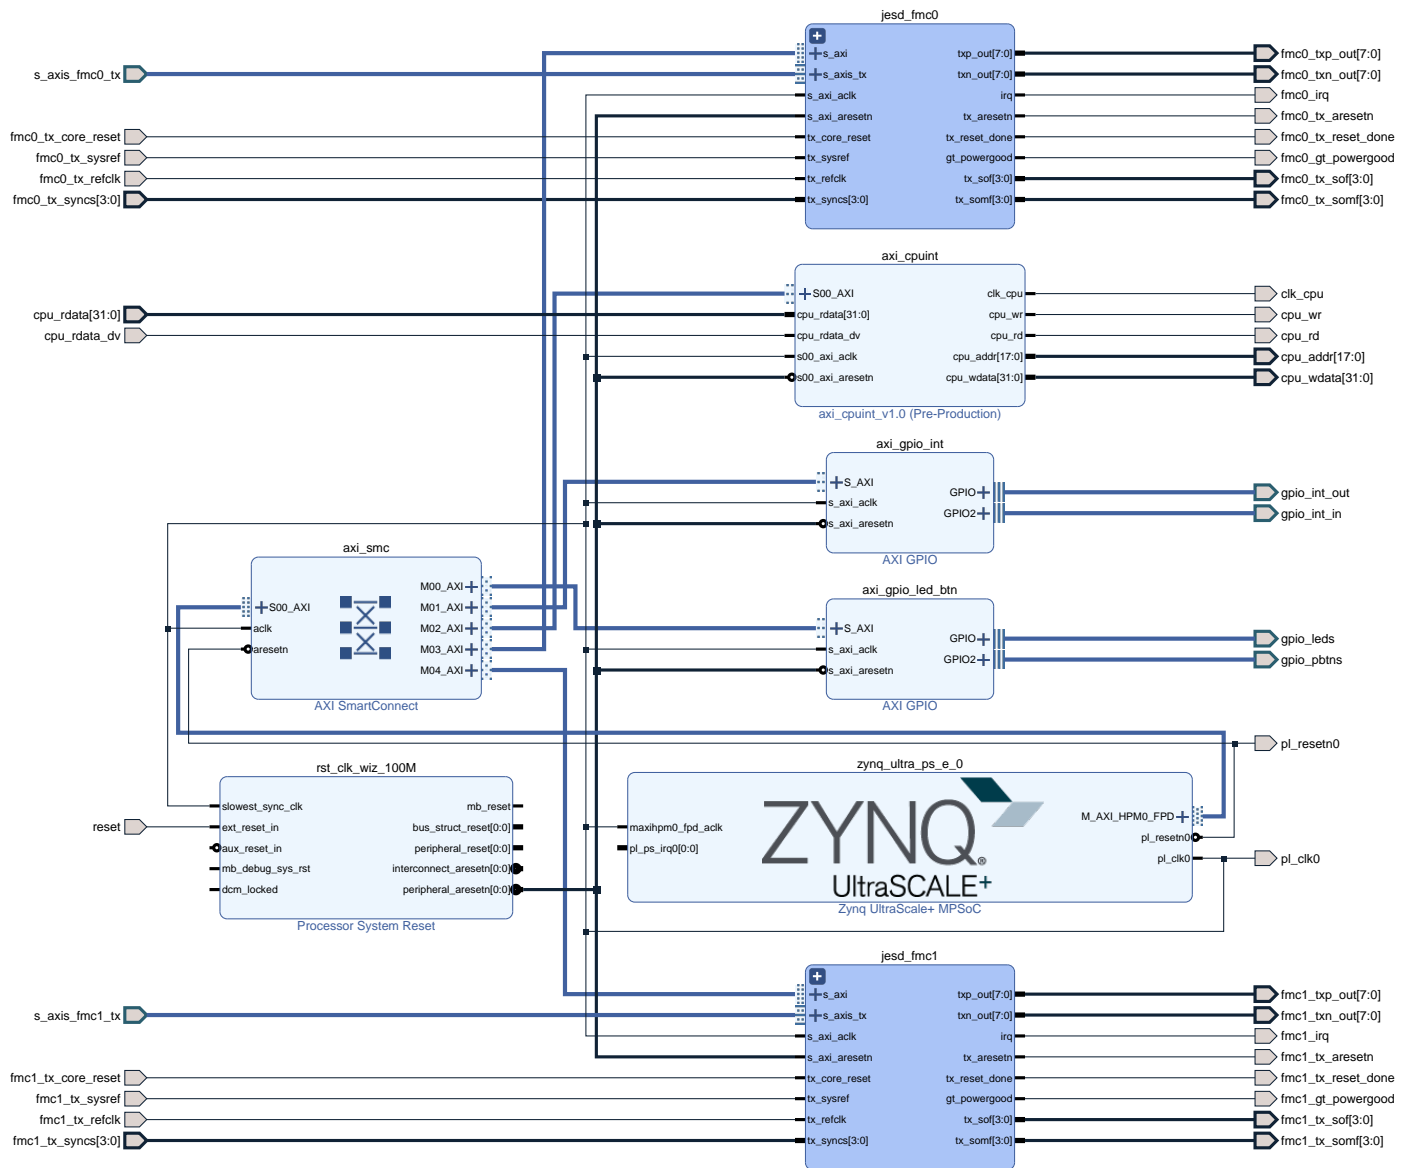 jesd_fmc0
s_axi
txp_out[7:0]
fmc0_txp_out[7:0]
s_axis_fmc0_tx
s_axis_tx
txn_out[7:0]
fmc0_txn_out[7:0]
s_axi_aclk
irq
fmc0_irq
s_axi_aresetn
tx_aresetn
fmc0_tx_aresetn
fmc0_tx_core_reset
tx_core_reset
tx_reset_done
fmc0_tx_reset_done
fmc0_tx_sysref
tx_sysref
gt_powergood
fmc0_gt_powergood
fmc0_tx_refclk
tx_refclk
tx_sof[3:0]
fmc0_tx_sof[3:0]
fmc0_tx_syncs[3:0]
tx_syncs[3:0]
tx_somf[3:0]
fmc0_tx_somf[3:0]
axi_cpuint
S00_AXI
clk_cpu
clk_cpu
cpu_rdata[31:0]
cpu_rdata[31:0]
cpu_wr
cpu_wr
cpu_rdata_dv
cpu_rdata_dv
cpu_rd
cpu_rd
s00_axi_aclk
cpu_addr[17:0]
cpu_addr[17:0]
s00_axi_aresetn
cpu_wdata[31:0]
cpu_wdata[31:0]
axi_cpuint_v1.0 (Pre-Production)
axi_gpio_int
S_AXI
GPIO
gpio_int_out
s_axi_aclk
GPIO2
gpio_int_in
s_axi_aresetn
AXI GPIO
axi_smc
M00_AXI
S00_AXI
M01_AXI
aclk
M02_AXI
aresetn
M03_AXI
M04_AXI
AXI SmartConnect
axi_gpio_led_btn
S_AXI
GPIO
gpio_leds
s_axi_aclk
GPIO2
gpio_pbtns
s_axi_aresetn
AXI GPIO
pl_resetn0
rst_clk_wiz_100M
slowest_sync_clk
mb_reset
reset
ext_reset_in
bus_struct_reset[0:0]
aux_reset_in
peripheral_reset[0:0]
mb_debug_sys_rst
interconnect_aresetn[0:0]
dcm_locked
peripheral_aresetn[0:0]
Processor System Reset
zynq_ultra_ps_e_0
M_AXI_HPM0_FPD
maxihpm0_fpd_aclk
ZYNQ®
pl_resetn0
pl_ps_irq0[0:0]
pl_clk0
pl_clk0
UltraSCALE+
Zynq UltraScale+ MPSoC
jesd_fmc1
s_axi
txp_out[7:0]
fmc1_txp_out[7:0]
s_axis_fmc1_tx
s_axis_tx
txn_out[7:0]
fmc1_txn_out[7:0]
s_axi_aclk
irq
fmc1_irq
s_axi_aresetn
tx_aresetn
fmc1_tx_aresetn
fmc1_tx_core_reset
tx_core_reset
tx_reset_done
fmc1_tx_reset_done
fmc1_tx_sysref
tx_sysref
gt_powergood
fmc1_gt_powergood
fmc1_tx_refclk
tx_refclk
tx_sof[3:0]
fmc1_tx_sof[3:0]
fmc1_tx_syncs[3:0]
tx_syncs[3:0]
tx_somf[3:0]
fmc1_tx_somf[3:0]